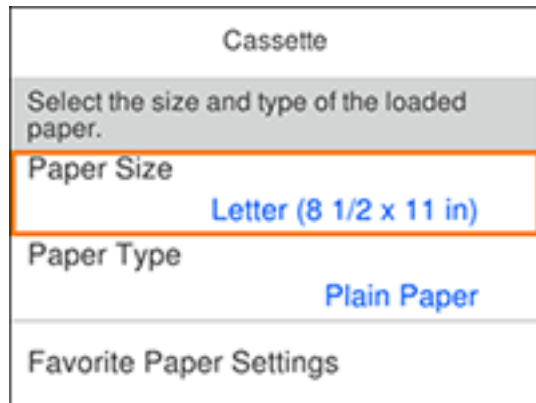 Cassette
Select the size and type of the loaded
paper.
Paper Size
Letter (8 1/2 x 11 in)
Paper Type
Plain Paper
Favorite Paper Settings